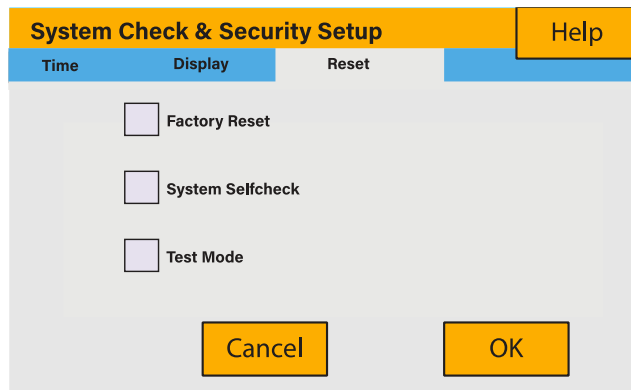 System Check & Security Setup Help
Time Display Reset
Factory Reset
System Selfcheck
Test Mode
Cancel OK